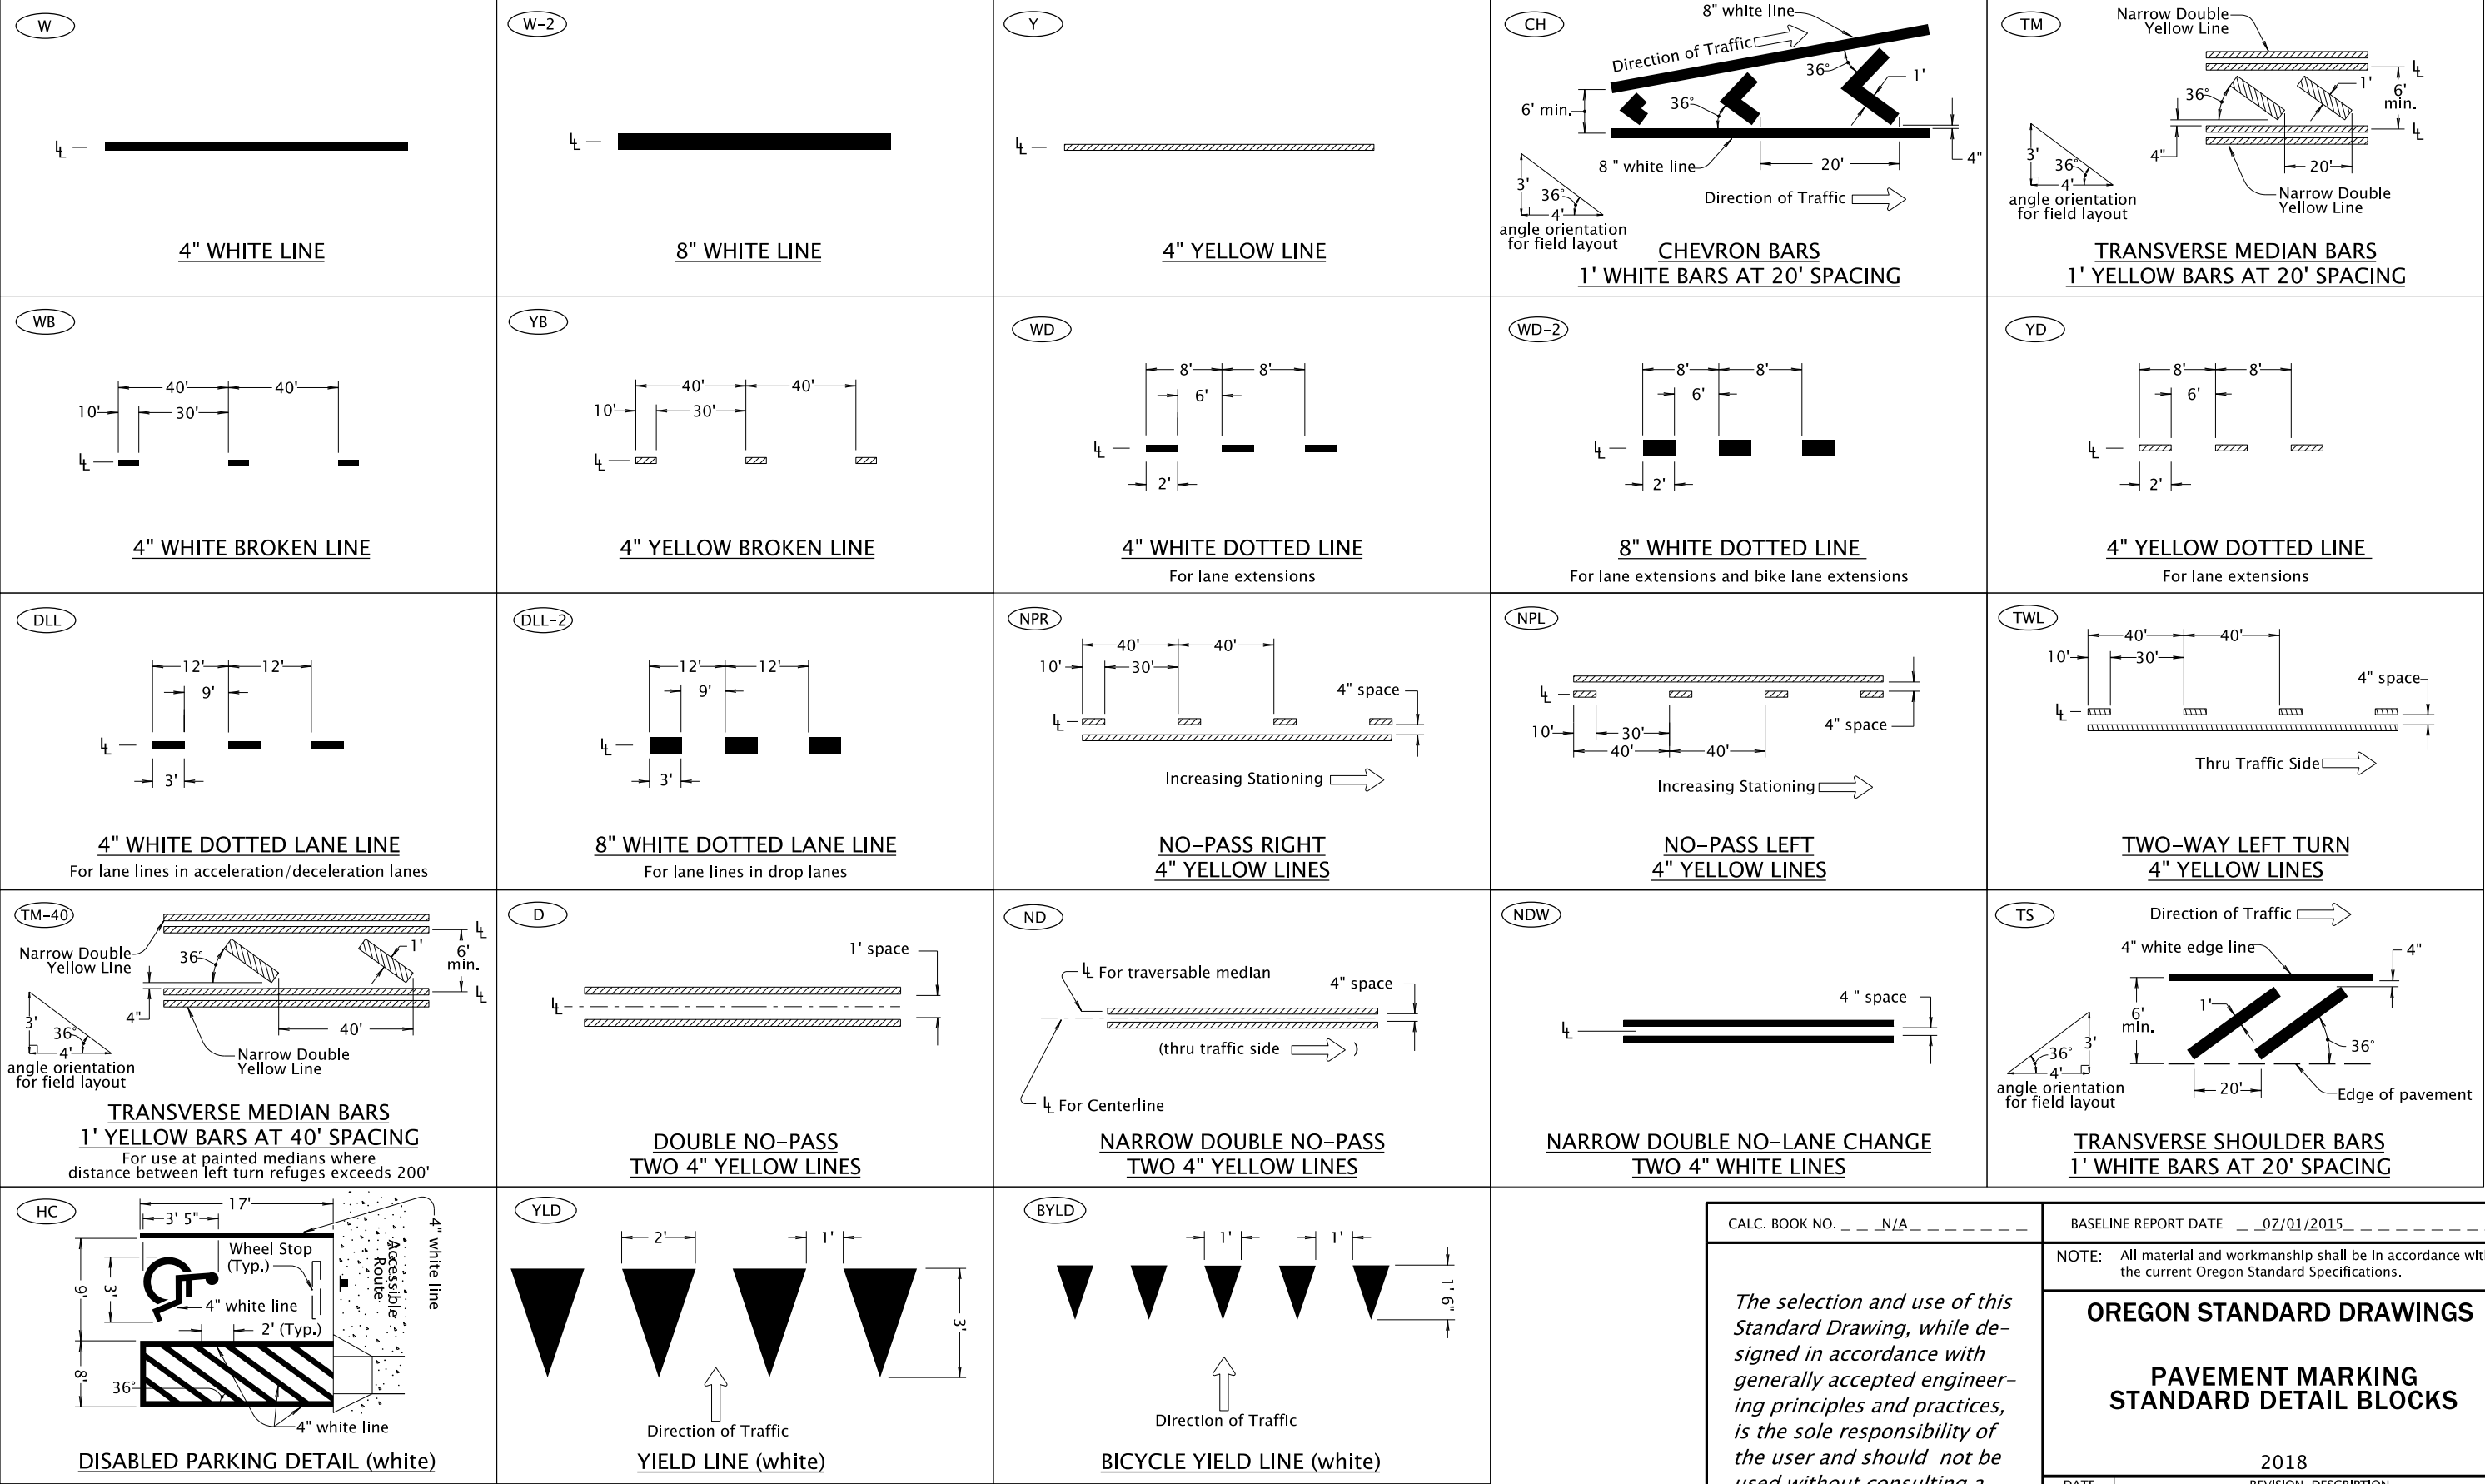 W
℄
4" WHITE LINE
W-2
℄
8" WHITE LINE
Y
℄
4" YELLOW LINE
CH
8" white line
Direction of Traffic
36°
1'
6' min.
36°
8 " white line
20'
4"
3'
36°
4'
angle orientation
for field layout
Direction of Traffic
CHEVRON BARS
1' WHITE BARS AT 20' SPACING
TM
Narrow Double
Yellow Line
℄
36°
1'
6'
min.
℄
4"
20'
3'
36°
4'
angle orientation
for field layout
Narrow Double
Yellow Line
TRANSVERSE MEDIAN BARS
1' YELLOW BARS AT 20' SPACING
WB
40' 40'
10' 30'
℄
4" WHITE BROKEN LINE
YB
40' 40'
10' 30'
℄
4" YELLOW BROKEN LINE
WD
8' 8'
6'
℄
2'
4" WHITE DOTTED LINE
For lane extensions
WD-2
8' 8'
6'
℄
2'
8" WHITE DOTTED LINE
For lane extensions and bike lane extensions
YD
8' 8'
6'
℄
2'
4" YELLOW DOTTED LINE
For lane extensions
DLL
12' 12'
9'
℄
3'
4" WHITE DOTTED LANE LINE
For lane lines in acceleration/deceleration lanes
DLL-2
12' 12'
9'
℄
3'
8" WHITE DOTTED LANE LINE
For lane lines in drop lanes
NPR
40' 40'
10' 30'
4" space
℄
Increasing Stationing
NO-PASS RIGHT
4" YELLOW LINES
NPL
℄
4" space
10' 30'
40' 40'
Increasing Stationing
NO-PASS LEFT
4" YELLOW LINES
TWL
40' 40'
10' 30'
4" space
℄
Thru Traffic Side
TWO-WAY LEFT TURN
4" YELLOW LINES
TM-40
℄
Narrow Double
Yellow Line
36°
1'
6'
min.
℄
4"
40'
3'
36°
4'
angle orientation
for field layout
Narrow Double
Yellow Line
TRANSVERSE MEDIAN BARS
1' YELLOW BARS AT 40' SPACING
For use at painted medians where
distance between left turn refuges exceeds 200'
D
1' space
℄
DOUBLE NO-PASS
TWO 4" YELLOW LINES
ND
℄ For traversable median
4" space
(thru traffic side )
℄ For Centerline
NARROW DOUBLE NO-PASS
TWO 4" YELLOW LINES
NDW
4 " space
℄
NARROW DOUBLE NO-LANE CHANGE
TWO 4" WHITE LINES
TS
Direction of Traffic
4" white edge line
4"
1'
6'
min.
36°
3'
36°
4'
angle orientation
for field layout
20'
Edge of pavement
TRANSVERSE SHOULDER BARS
1' WHITE BARS AT 20' SPACING
HC
17'
3' 5"
4" white line
Wheel Stop
(Typ.)
Accessible
Route
9'
3'
4" white line
2' (Typ.)
8'
36°
4" white line
DISABLED PARKING DETAIL (white)
YLD
2' 1'
3'
Direction of Traffic
YIELD LINE (white)
BYLD
1' 1'
1' 6"
Direction of Traffic
BICYCLE YIELD LINE (white)
CALC. BOOK NO. N/A
BASELINE REPORT DATE 07/01/2015
NOTE: All material and workmanship shall be in accordance wit
the current Oregon Standard Specifications.
The selection and use of this
Standard Drawing, while de-
signed in accordance with
generally accepted engineer-
ing principles and practices,
is the sole responsibility of
the user and should not be
used without consulting a
OREGON STANDARD DRAWINGS
PAVEMENT MARKING
STANDARD DETAIL BLOCKS
2018
DATE REVISION DESCRIPTION